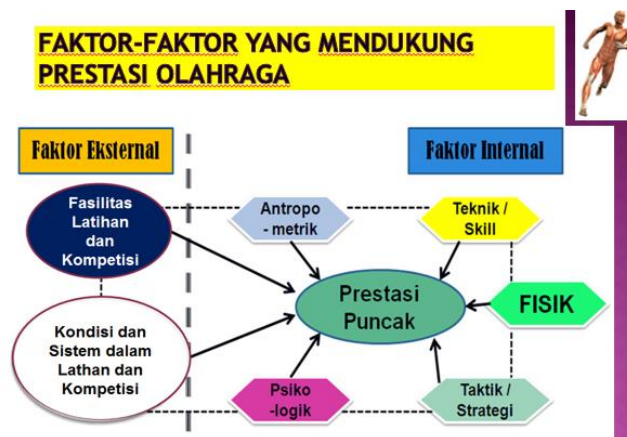 FAKTOR-FAKTOR YANG MENDUKUNG
PRESTASI OLAHRAGA
Faktor Eksternal
Faktor Internal
Fasilitas
Latihan
dan
Kompetisi
Antropo
- metrik
Teknik /
Skill
Prestasi
Puncak
FISIK
Kondisi dan
Sistem dalam
Lathan dan
Kompetisi
Psiko
-logik
Taktik /
Strategi